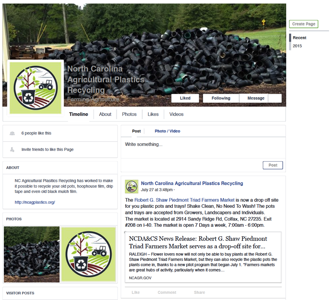 Create Page
Recent
2015
North Carolina
Agricultural Plastics
Recycling
Liked
Following
Message
Timeline
About
Photos
Likes
Videos
6 people like this
Invite friends to like this Page
ABOUT
NC Agricultural Plastics Recycling has worked to make
it possible to recycle your old pots, hoophouse film, drip
tape and even old black mulch film.
http://ncagplastics.org/
PHOTOS
VISITOR POSTS
Post
Photo / Video
Write something...
Post
North Carolina Agricultural Plastics Recycling
July 27 at 3:48pm
The Robert G. Shaw Piedmont Triad Farmers Market is now a drop off site
for you plastic pots and trays! Shake Clean, No Need To Wash! The pots
and trays are accepted from Growers, Landscapers and Individuals.
The market is located at 2914 Sandy Ridge Rd, Colfax, NC 27235. Exit
#208 on I-40. The market is open 7 Days a week, 7:00am - 6:00pm.
NCDA&CS News Release: Robert G. Shaw Piedmont
Triad Farmers Market serves as a drop-off site for...
RALEIGH – Flower lovers now will not only be able to buy plants at the Robert G.
Shaw Piedmont Triad Farmers Market, but they can also recycle the plastic pots the
plants come in, thanks to a new pilot program that began July 1. "Farmers markets
are great hubs of activity, particularly when it comes...
NCAGR.GOV
Like
Comment
Share